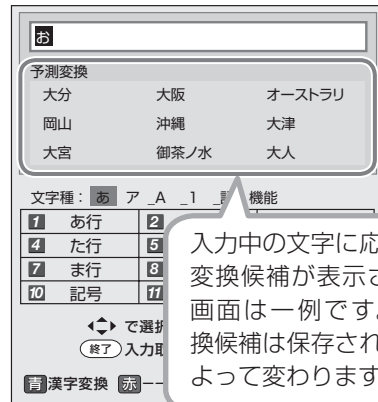 お
予測変換
大分 大阪 オーストラリ
岡山 沖縄 大津
大宮 御茶ノ水 大人
文字種: あ ア _A _1 機能
1 あ行 2
4 た行 5
7 ま行 8
10 記号 11
で選択
終了 入力取
青 漢字変換 赤 --
入力中の文字に応
変換候補が表示さ
画面は一例です。
換候補は保存され
よって変わります